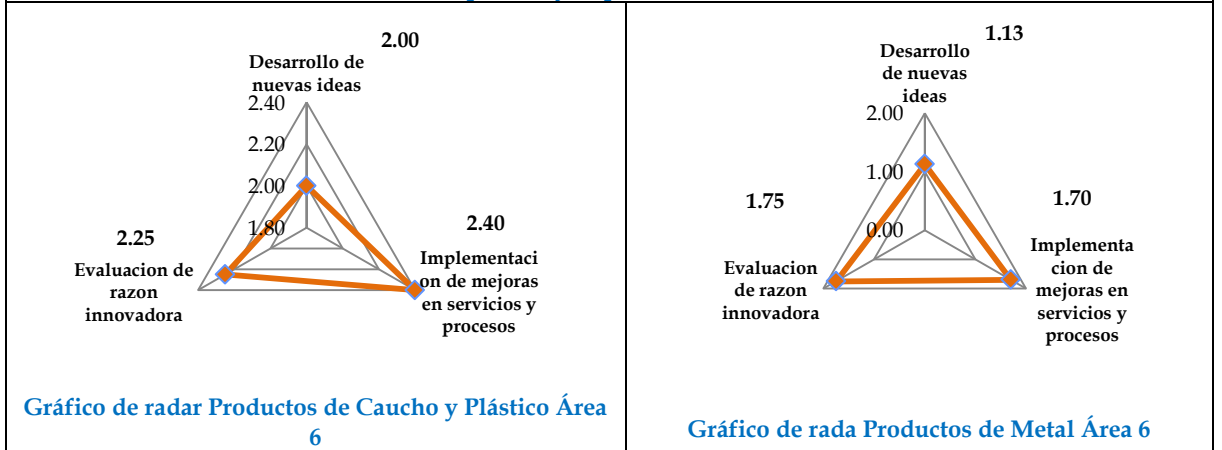 2.00
Desarrollo de
nuevas ideas
2.40
2.20
2.00
1.80
2.25
Evaluacion de
razon
innovadora
2.40
Implementaci
on de mejoras
en servicios y
procesos
Gráfico de radar Productos de Caucho y Plástico Área
6
1.13
Desarrollo
de nuevas
ideas
2.00
1.00
0.00
1.75
Evaluacion
de razon
innovadora
1.70
Implementa
cion de
mejoras en
servicios y
procesos
Gráfico de rada Productos de Metal Área 6